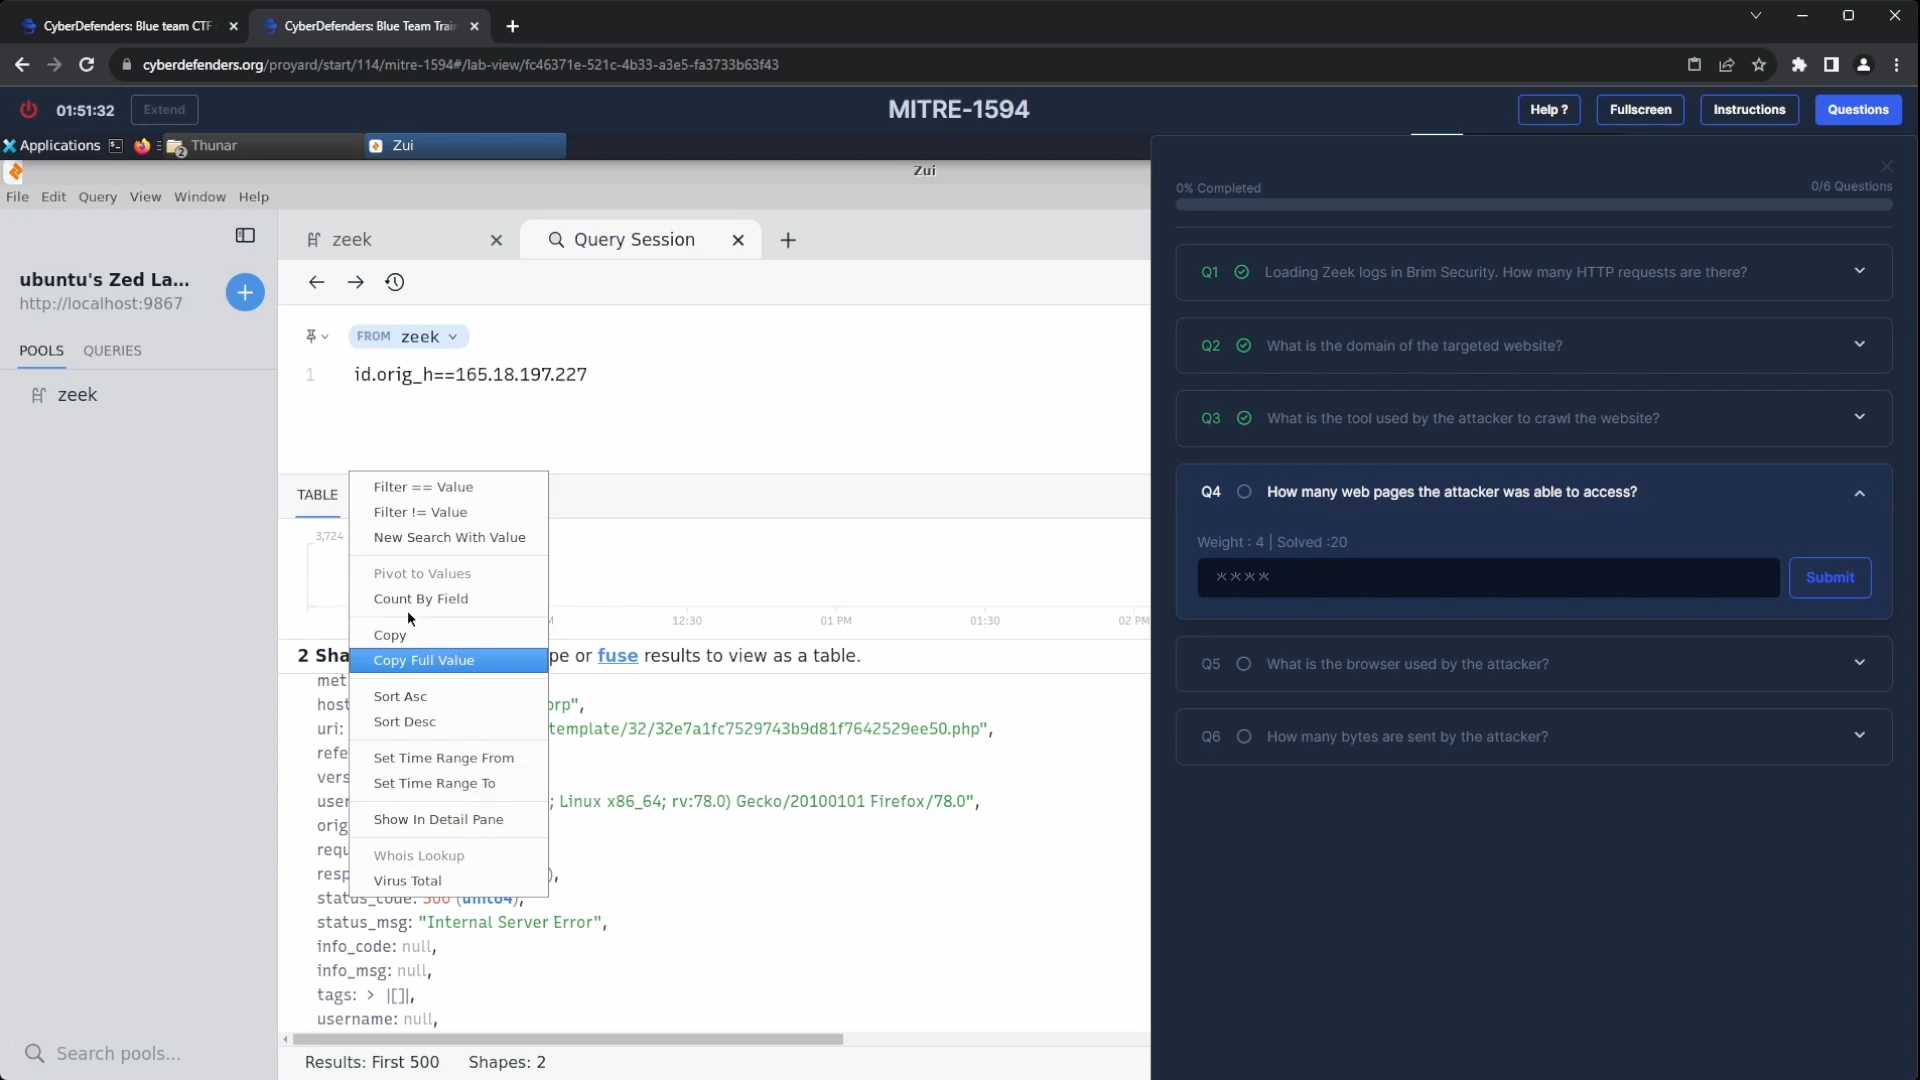 CyberDefenders: Blue team CTF
CyberDefenders: Blue Team Trai
cyberdefenders.org/proyard/start/114/mitre-1594#/lab-view/fc46371e-521c-4b33-a3e5-fa3733b63f43
01:51:32
Extend
MITRE-1594
Help ?
Fullscreen
Instructions
Questions
Applications
2
Thunar
Zui
Zui
File Edit Query View Window Help
zeek
Query Session
ubuntu's Zed La...
http://localhost:9867
POOLS QUERIES
zeek
FROM zeek
1 id.orig_h==165.18.197.227
TABLE
3,724
M
12:30
01 PM
01:30
02 PM
Filter == Value
Filter != Value
New Search With Value
Pivot to Values
Count By Field
Copy
Copy Full Value
Sort Asc
Sort Desc
Set Time Range From
Set Time Range To
Show In Detail Pane
Whois Lookup
Virus Total
2 Sha pe or fuse results to view as a table.
met
host orp",
uri: template/32/32e7a1fc7529743b9d81f7642529ee50.php",
refe
vers
user ; Linux x86_64; rv:78.0) Gecko/20100101 Firefox/78.0",
orig
requ
resp ),
status_code: 500 (uint64),
status_msg: "Internal Server Error",
info_code: null,
info_msg: null,
tags: > |[]|,
username: null,
Results: First 500 Shapes: 2
Search pools...
0% Completed
0/6 Questions
Q1 Loading Zeek logs in Brim Security. How many HTTP requests are there?
Q2 What is the domain of the targeted website?
Q3 What is the tool used by the attacker to crawl the website?
Q4 How many web pages the attacker was able to access?
Weight : 4 | Solved :20
****
Submit
Q5 What is the browser used by the attacker?
Q6 How many bytes are sent by the attacker?